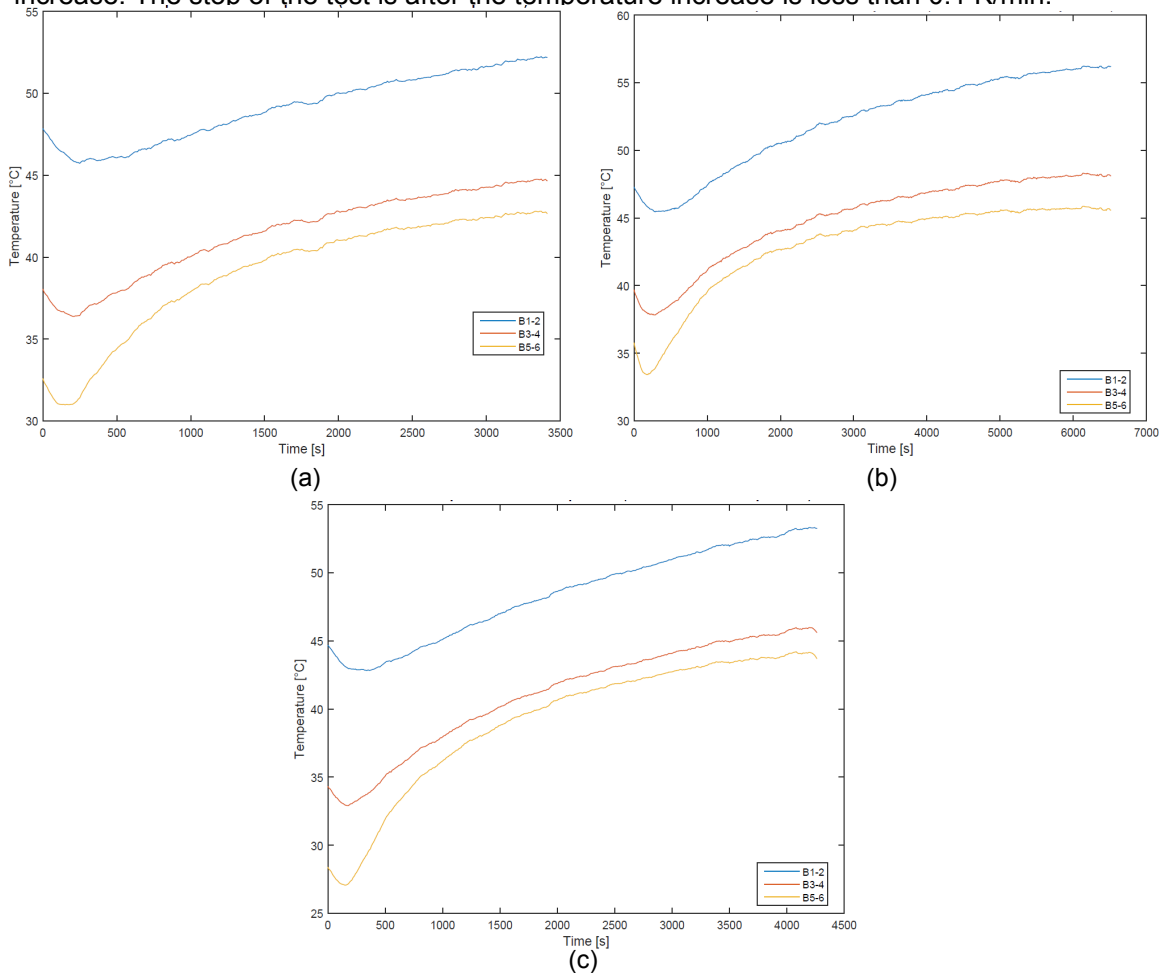 increase. The stop of the test is after the temperature increase is less than 0.1 K/min.
55
50
45
40
35
30
Temperature [°C]
0 500 1000 1500 2000 2500 3000 3500
Time [s]
B1-2
B3-4
B5-6
(a)
60
55
50
45
40
35
30
Temperature [°C]
0 1000 2000 3000 4000 5000 6000 7000
Time [s]
B1-2
B3-4
B5-6
(b)
55
50
45
40
35
30
25
Temperature [°C]
0 500 1000 1500 2000 2500 3000 3500 4000 4500
Time [s]
B1-2
B3-4
B5-6
(c)